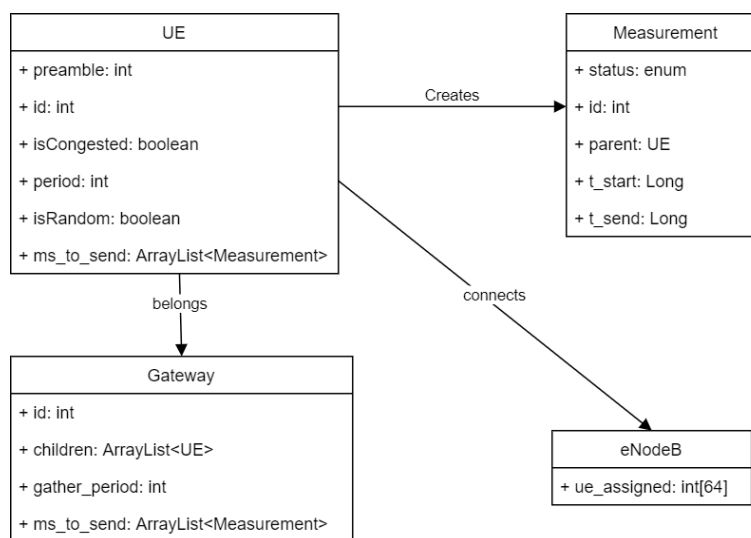 UE
+ preamble: int
+ id: int
+ isCongested: boolean
+ period: int
+ isRandom: boolean
+ ms_to_send: ArrayList<Measurement>
Creates
Measurement
+ status: enum
+ id: int
+ parent: UE
+ t_start: Long
+ t_send: Long
belongs
connects
Gateway
+ id: int
+ children: ArrayList<UE>
+ gather_period: int
+ ms_to_send: ArrayList<Measurement>
eNodeB
+ ue_assigned: int[64]